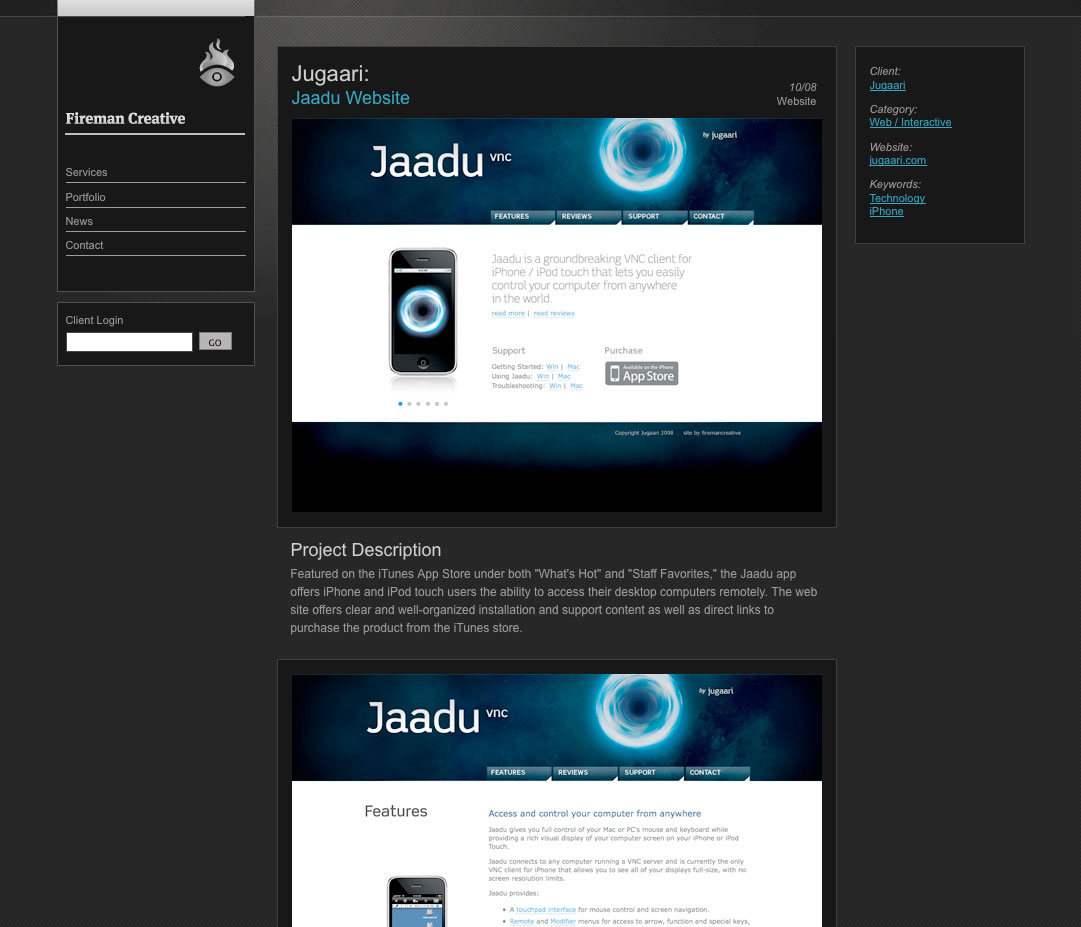 Fireman Creative
Services
Portfolio
News
Contact
Client Login
GO
Jugaari:
Jaadu Website
10/08
Website
Jaadu vnc
by jugaari
FEATURES REVIEWS SUPPORT CONTACT
Jaadu is a groundbreaking VNC client for
iPhone / iPod touch that lets you easily
control your computer from anywhere
in the world.
read more | read reviews
Support
Getting Started: Win | Mac
Using Jaadu: Win | Mac
Troubleshooting: Win | Mac
Purchase
Available on the iPhone
App Store
Copyright Jugaari 2008 . site by firemancreative
Project Description
Featured on the iTunes App Store under both "What's Hot" and "Staff Favorites," the Jaadu app
offers iPhone and iPod touch users the ability to access their desktop computers remotely. The web
site offers clear and well-organized installation and support content as well as direct links to
purchase the product from the iTunes store.
Jaadu vnc
by jugaari
FEATURES REVIEWS SUPPORT CONTACT
Features
Access and control your computer from anywhere
Jaadu gives you full control of your Mac or PC's mouse and keyboard while
providing a rich visual display of your computer screen on your iPhone or iPod
Touch.
Jaadu connects to any computer running a VNC server and is currently the only
VNC client for iPhone that allows you to see all of your displays full-size, with no
screen resolution limits.
Jaadu provides:
• A touchpad interface for mouse control and screen navigation.
• Remote and Modifier menus for access to arrow, function and special keys,
Client:
Jugaari
Category:
Web / Interactive
Website:
jugaari.com
Keywords:
Technology
iPhone